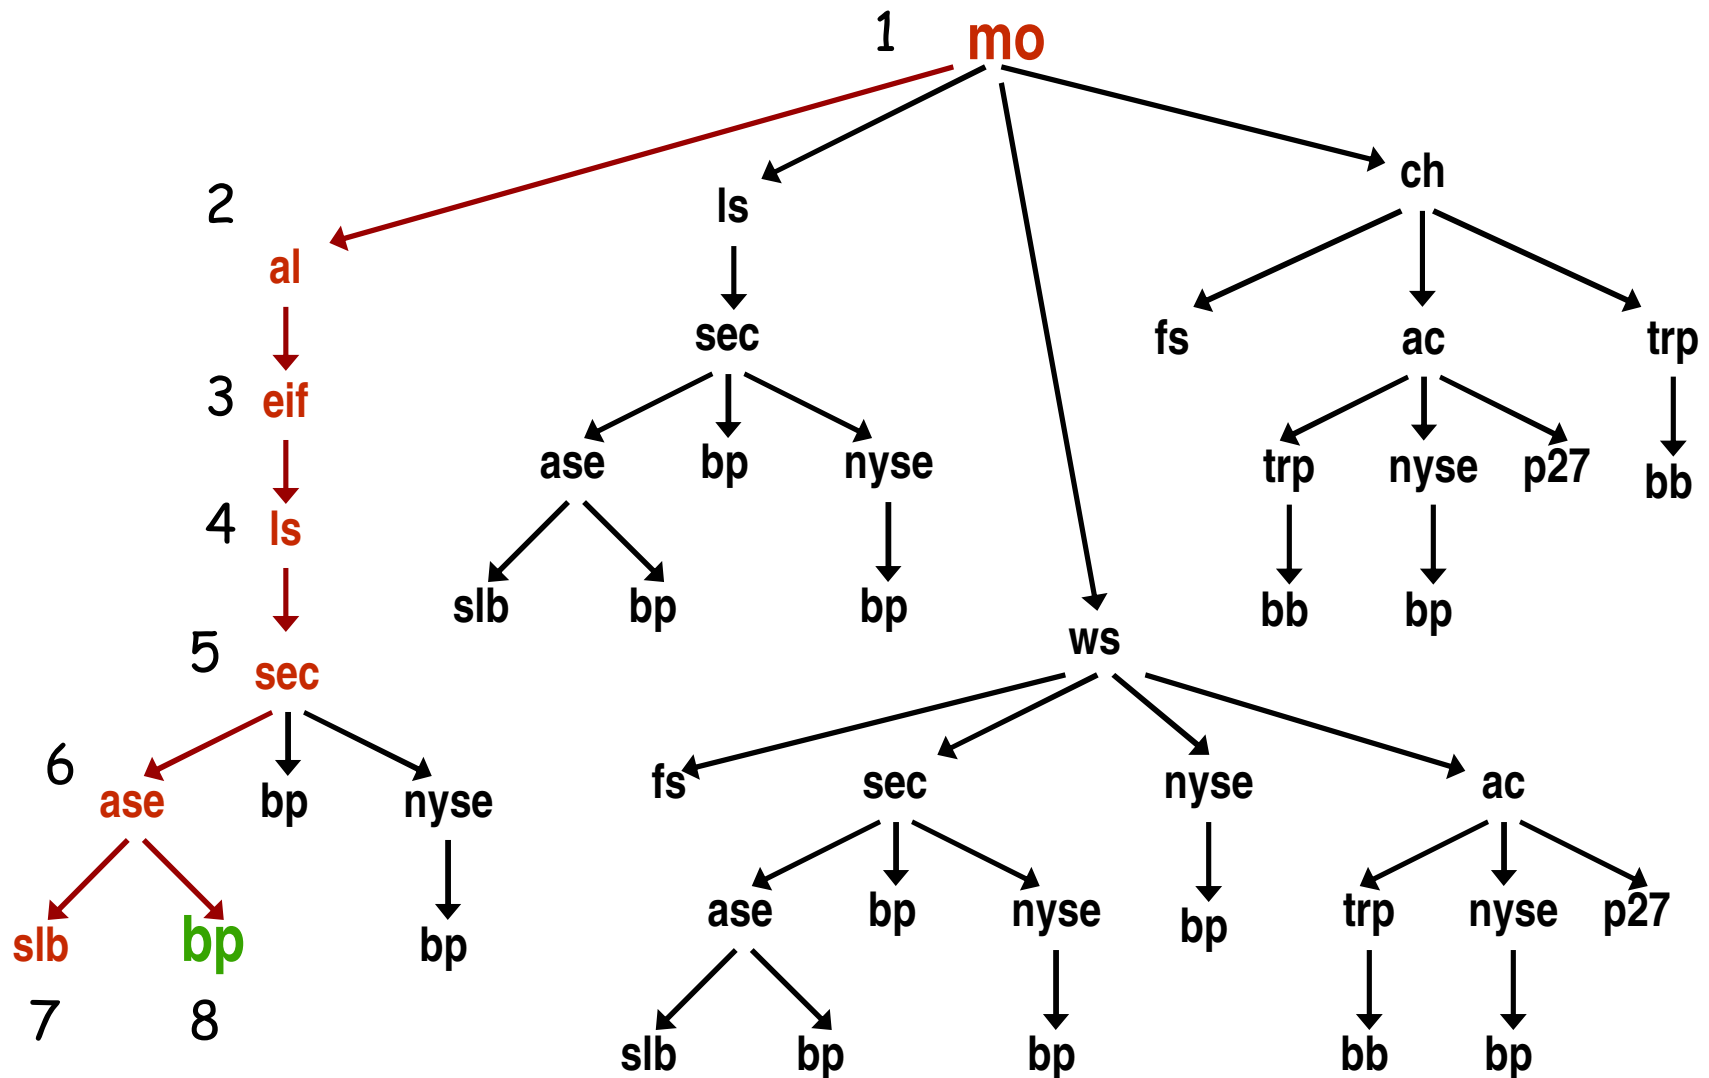 1 mo
ch
2 ls
al
sec fs ac trp
3 eif
ase bp nyse trp nyse p27 bb
4 ls
slb bp bp bb bp
5 sec ws
6 ase bp nyse fs sec nyse ac
slb bp bp ase bp nyse bp trp nyse p27
7 8
slb bp bp bb bp